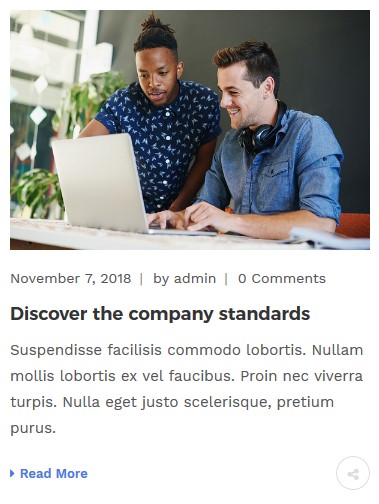 November 7, 2018 | by admin | 0 Comments
Discover the company standards
Suspendisse facilisis commodo lobortis. Nullam
mollis lobortis ex vel faucibus. Proin nec viverra
turpis. Nulla eget justo scelerisque, pretium
purus.
Read More